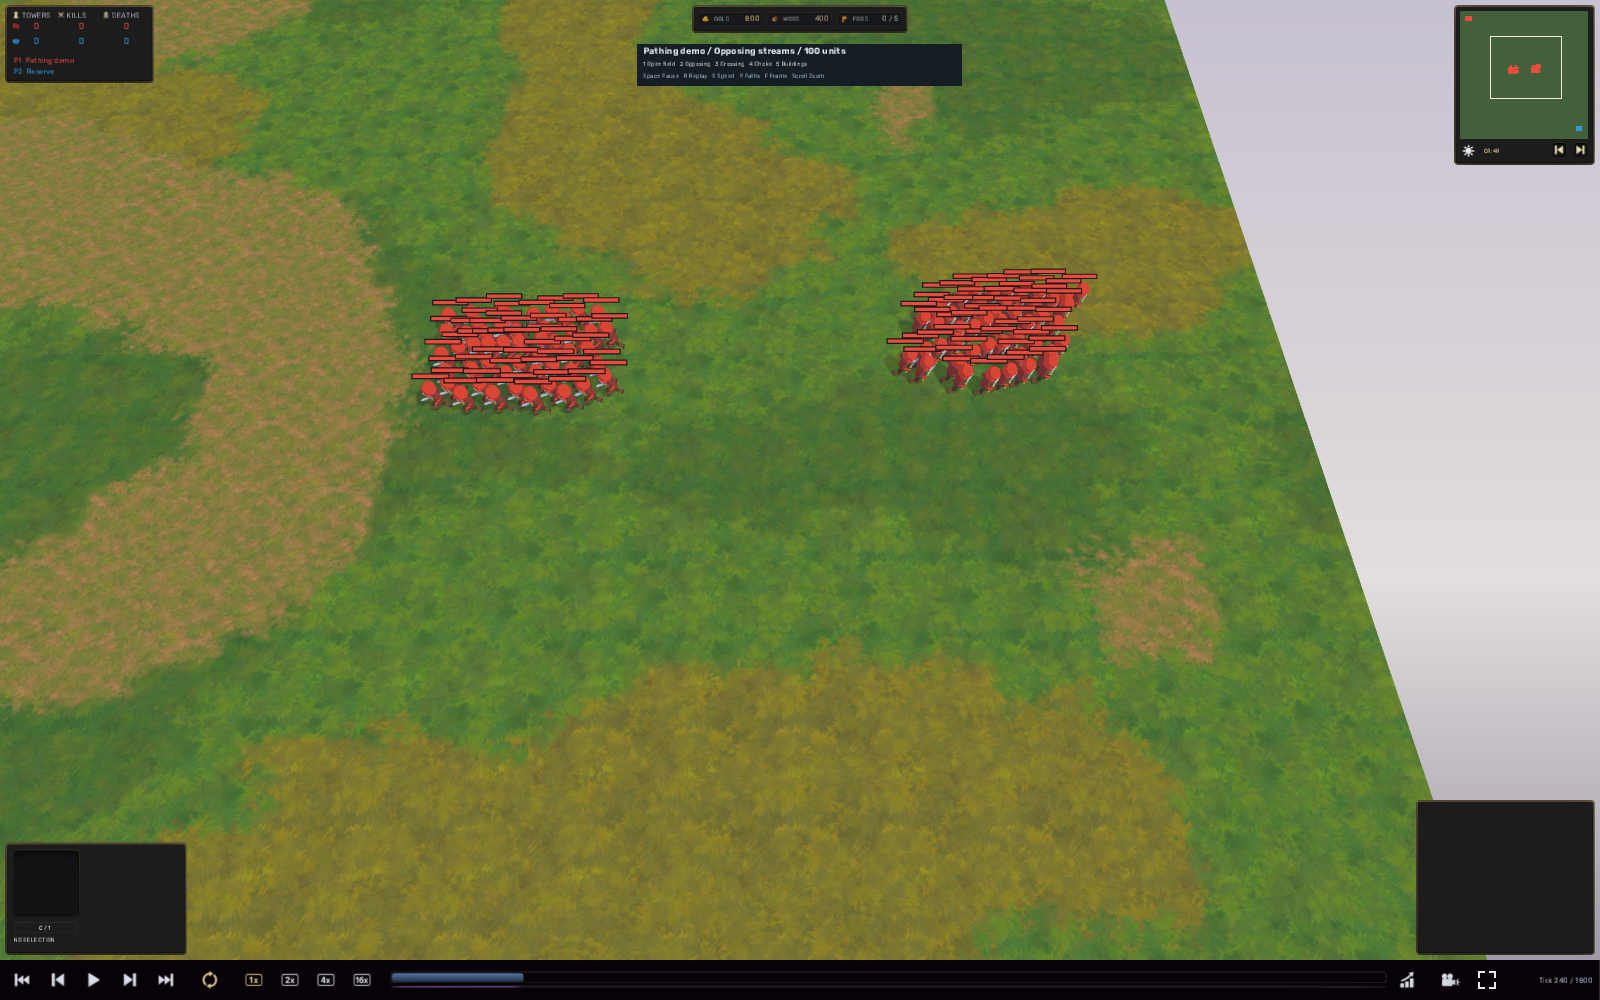 TOWERS KILLS DEATHS
0 0 0
0 0 0
P1: Pathing demo
P2: Reserve
GOLD 800 WOOD 400 FOOD 0 / 5
Pathing demo / Opposing streams / 100 units
1 Open field 2 Opposing 3 Crossing 4 Choke 5 Buildings
Space Pause R Replay S Speed P Paths F Frame Scroll Zoom
0 / 1
NO SELECTION
1x 2x 4x 16x
Tick 240 / 1800